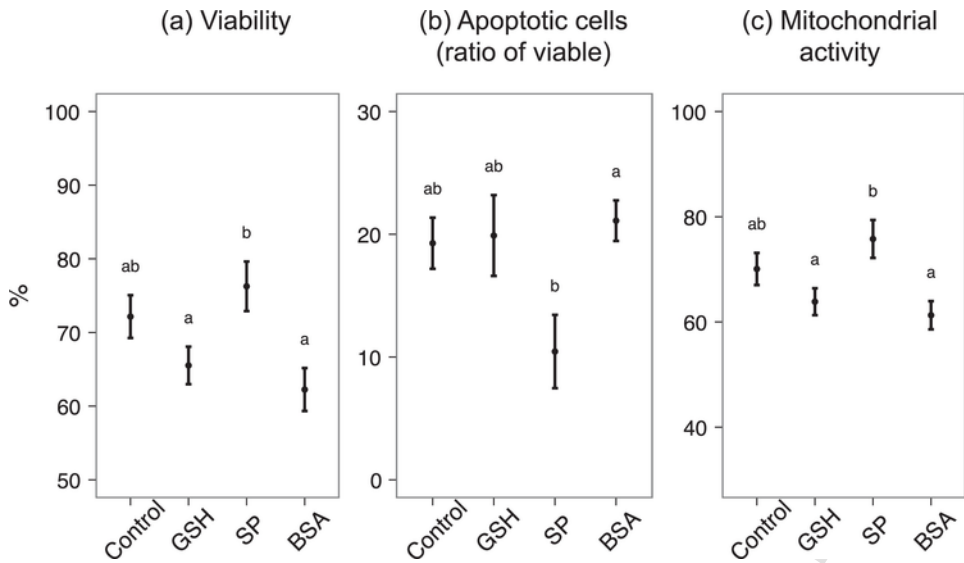 (a) Viability
(b) Apoptotic cells
(ratio of viable)
(c) Mitochondrial
activity
%
100
90
80
70
60
50
ab
a
b
a
Control
GSH
SP
BSA
30
20
10
0
ab
ab
b
a
Control
GSH
SP
BSA
100
80
60
40
ab
a
b
a
Control
GSH
SP
BSA